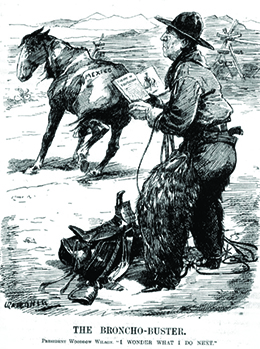 MEXICO
THE BRONCHO-BUSTER.
PRESIDENT WOODROW WILSON. "I WONDER WHAT I DO NEXT."